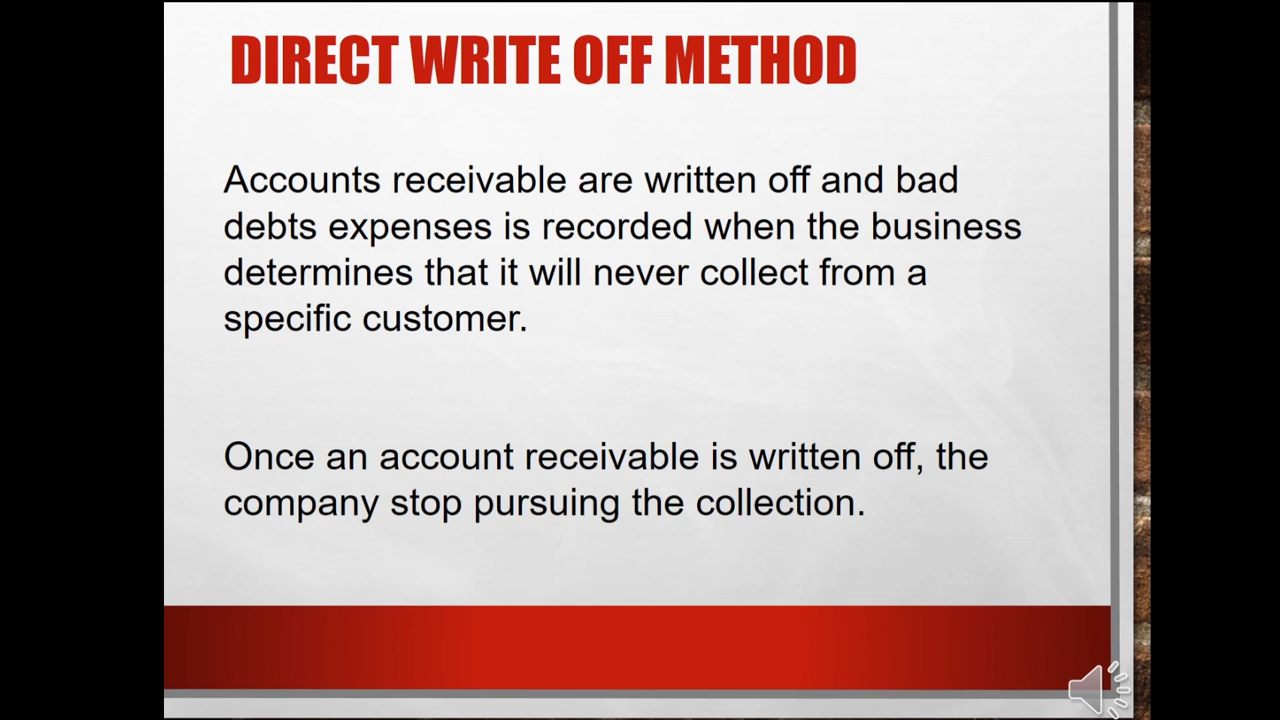 DIRECT WRITE OFF METHOD
Accounts receivable are written off and bad
debts expenses is recorded when the business
determines that it will never collect from a
specific customer.
Once an account receivable is written off, the
company stop pursuing the collection.